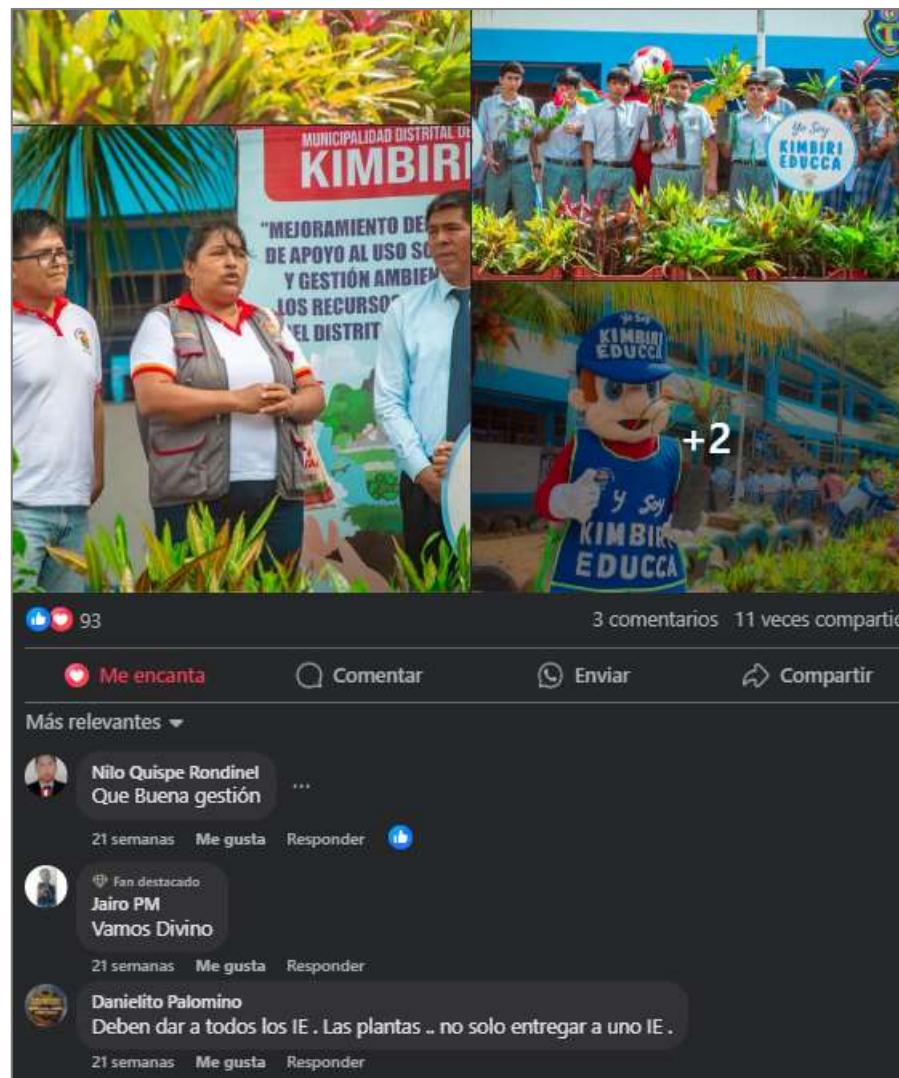 MUNICIPALIDAD DISTRITAL DE
KIMBIRI
"MEJORAMIENTO DE
DE APOYO AL USO SO
Y GESTIÓN AMBIEN
LOS RECURSO
EL DISTRIT
Yo Soy
KIMBIRI
EDUCCA
Yo Soy
KIMBIRI
EDUCCA
+2
Y Soy
KIMBIRI
EDUCCA
93
3 comentarios 11 veces compartido
Me encanta
Comentar
Enviar
Compartir
Más relevantes
Nilo Quispe Rondinel
Que Buena gestión
...
21 semanas Me gusta Responder
Fan destacado
Jairo PM
Vamos Divino
21 semanas Me gusta Responder
Danielito Palomino
Deben dar a todos los IE . Las plantas .. no solo entregar a uno IE .
21 semanas Me gusta Responder